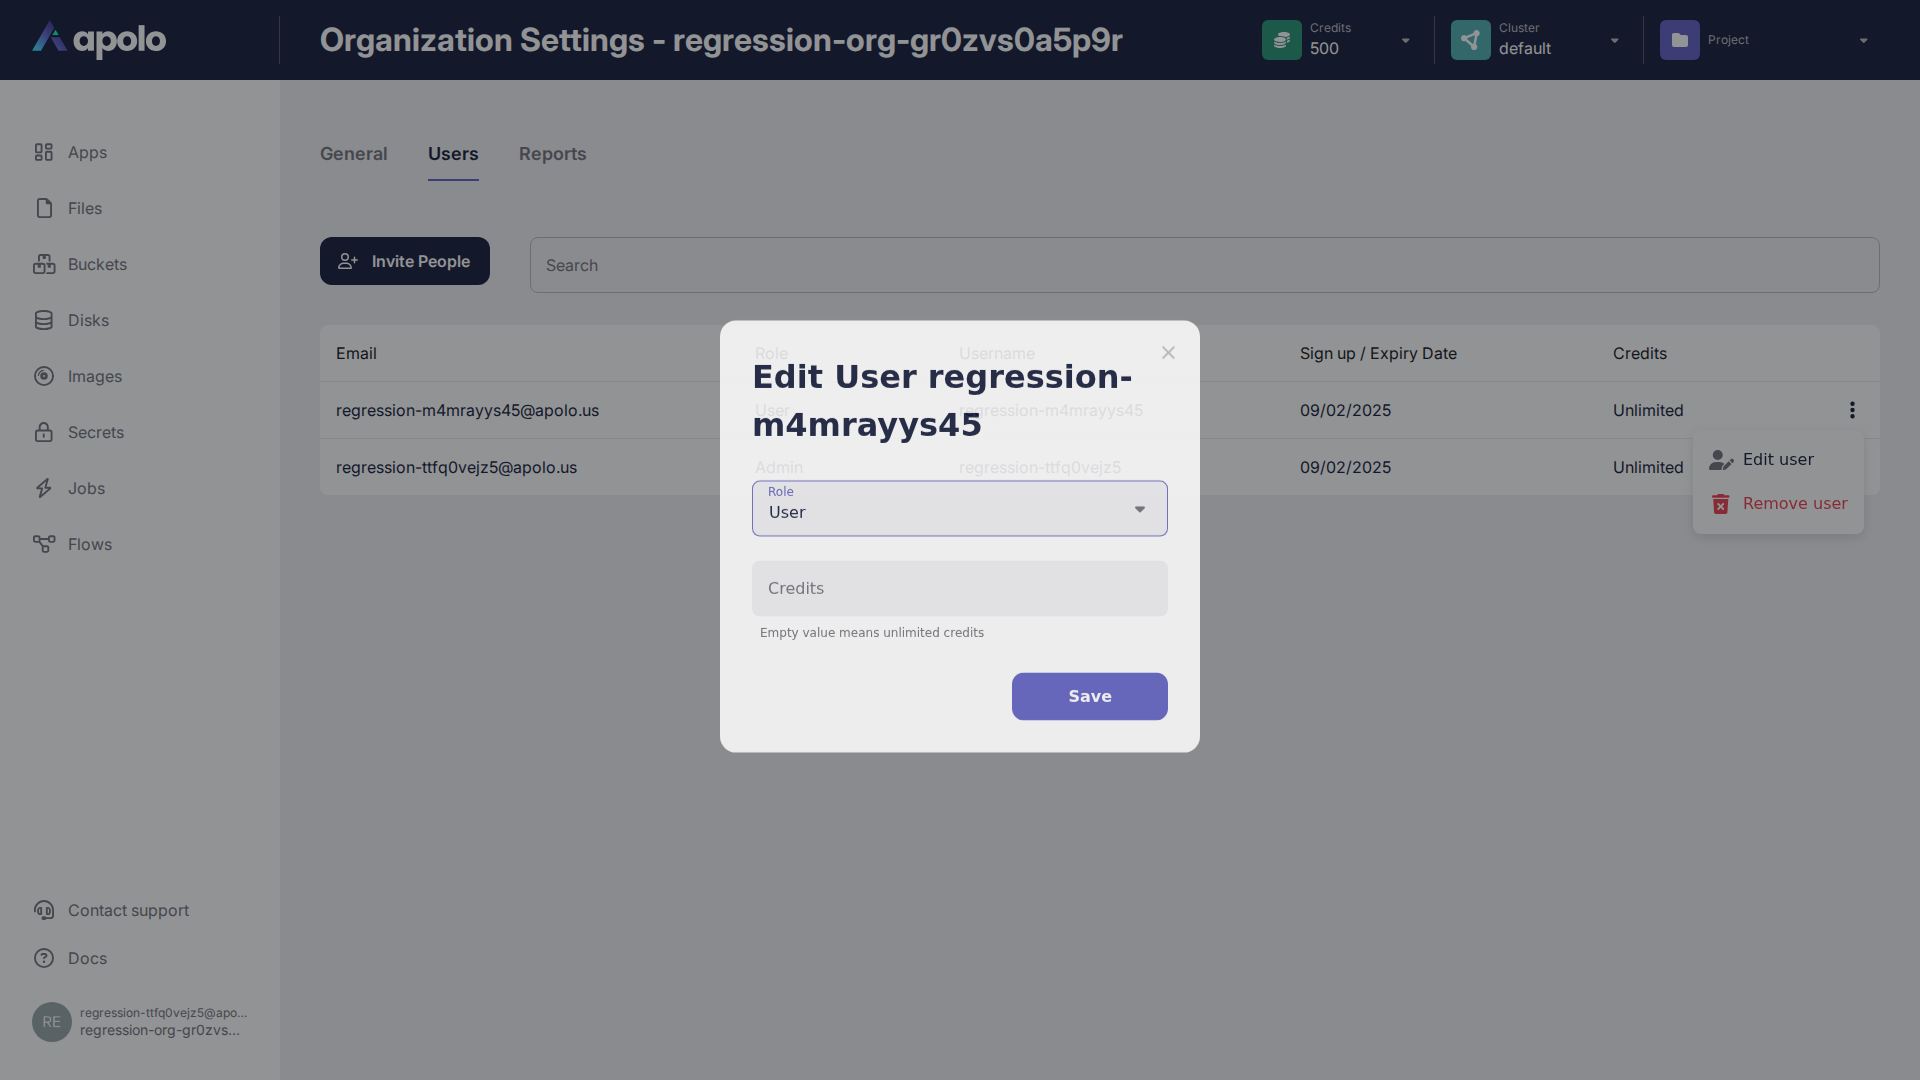 apolo
Organization Settings - regression-org-gr0zvs0a5p9r
Credits
500
Cluster
default
Project
Apps
Files
Buckets
Disks
Images
Secrets
Jobs
Flows
Contact support
Docs
RE
regression-ttfq0vejz5@apo...
regression-org-gr0zvs...
General
Users
Reports
Invite People
Search
Email
Role
Username
Sign up / Expiry Date
Credits
regression-m4mrayys45@apolo.us
User
regression-m4mrayys45
09/02/2025
Unlimited
regression-ttfq0vejz5@apolo.us
Admin
regression-ttfq0vejz5
09/02/2025
Unlimited
Edit user
Remove user
Edit User regression-
m4mrayys45
Role
User
Credits
Empty value means unlimited credits
Save